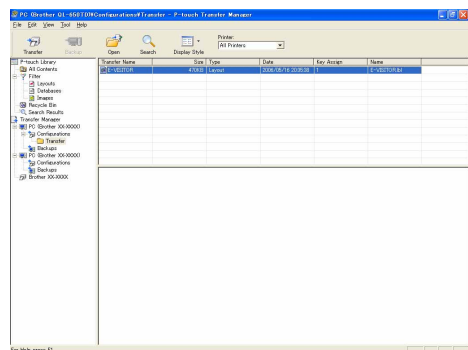 PC (Brother QL-650TD)¥Configurations¥Transfer - P-touch Transfer Manager
File Edit View Tool Help
Transfer Backup Open Search Display Style
Printer:
All Printers
P-touch Library
All Contents
Filter
Layouts
Databases
Images
Recycle Bin
Search Results
Transfer Manager
PC (Brother XX-XXXX)
Configurations
Transfer
Backups
PC (Brother XX-XXXX)
Configurations
Backups
Brother XX-XXXX
Transfer Name Size Type Date Key Assign Name
E-VISITOR 470KB Layout 2006/05/16 20:35:38 1 E-VISITOR.lbl
For Help, press F1